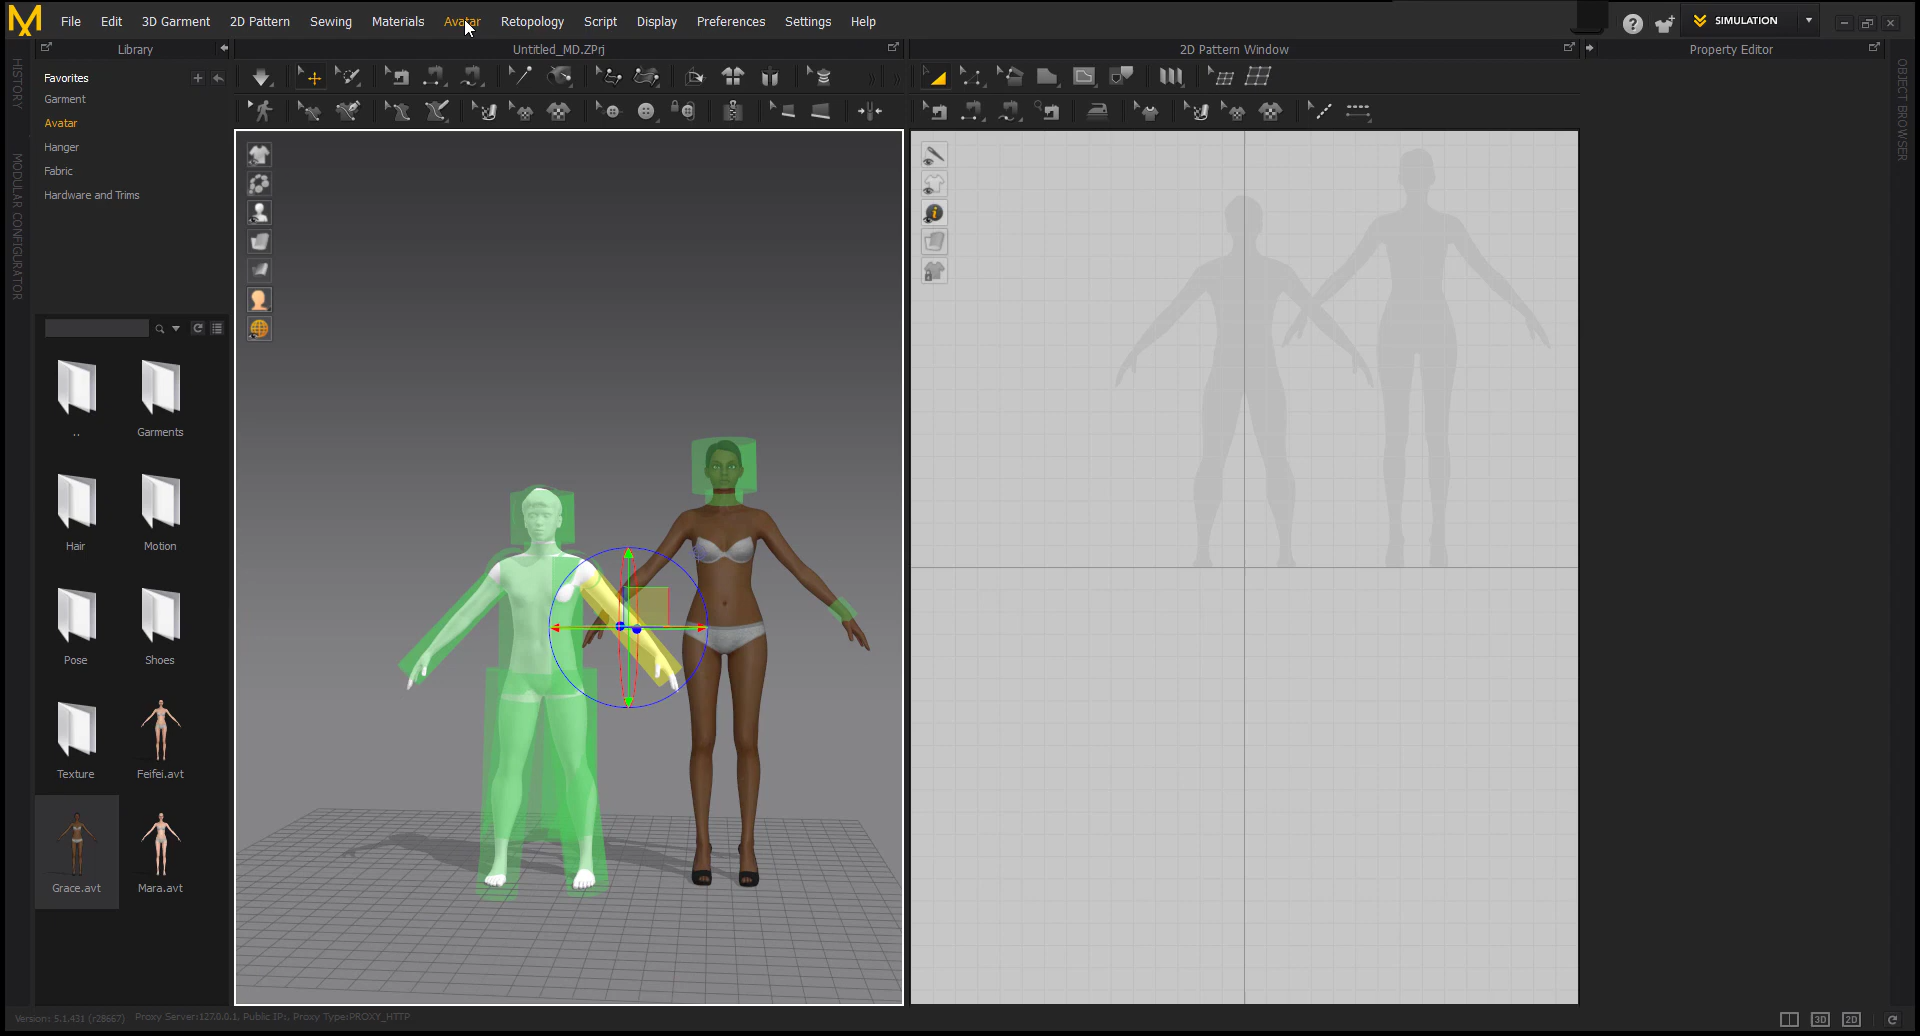 File Edit 3D Garment 2D Pattern Sewing Materials Avatar Retopology Script Display Preferences Settings Help
SIMULATION
Library
Untitled_MD.ZPrj
2D Pattern Window
Property Editor
HISTORY
MODULAR CONFIGURATOR
OBJECT BROWSER
Favorites
Garment
Avatar
Hanger
Fabric
Hardware and Trims
.. Garments
Hair Motion
Pose Shoes
Texture Feifei.avt
Grace.avt Mara.avt
Version: 5.1.431 (r28667) Proxy Server:127.0.0.1, Public IPs, Proxy Type:PROXY_HTTP
3D 2D